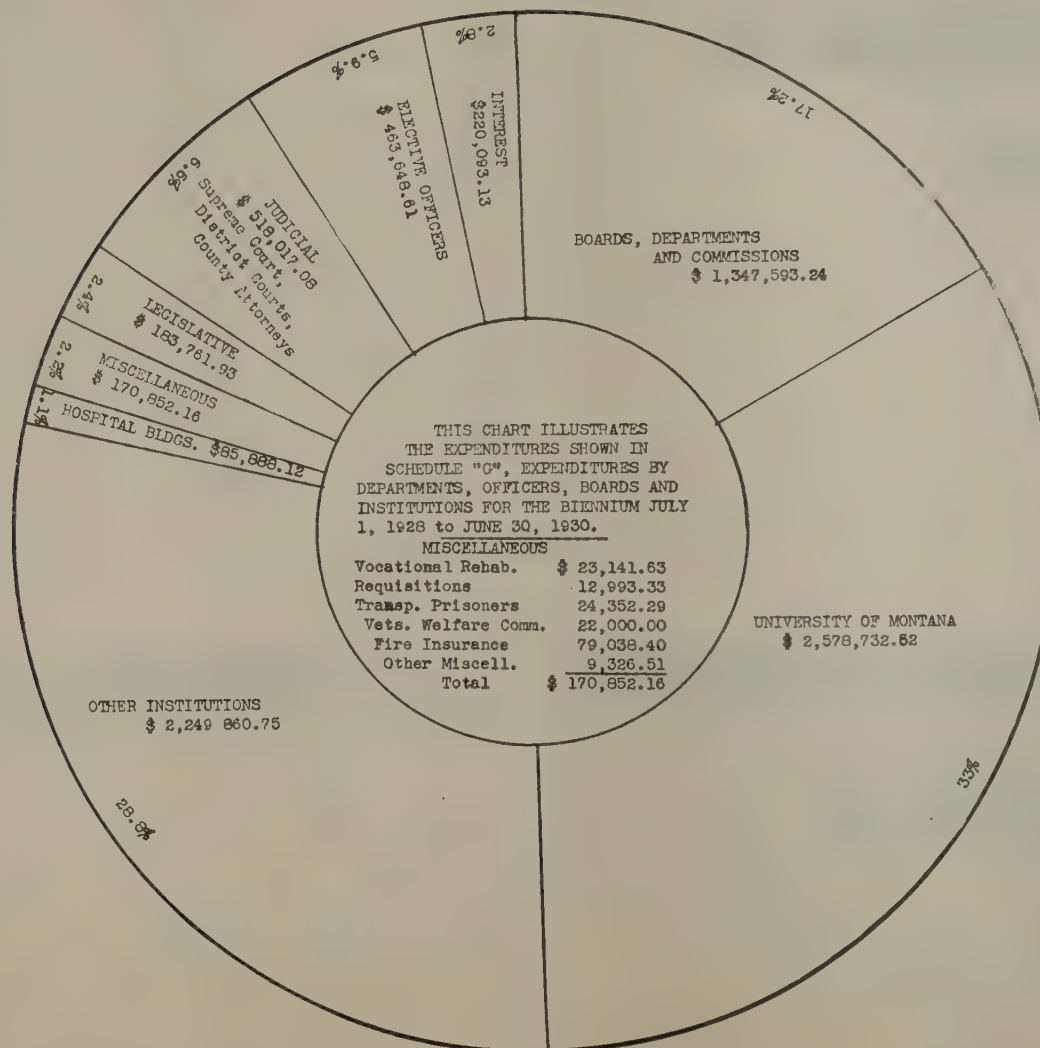 2.8%
INTEREST
$220,093.13
17.2%
BOARDS, DEPARTMENTS
AND COMMISSIONS
$ 1,347,593.24
5.9%
ELECTIVE OFFICERS
$ 463,648.61
6.6%
JUDICIAL
$ 518,017.08
Supreme Court,
District Courts,
County Attorneys
2.4%
LEGISLATIVE
$ 183,761.93
2.2%
MISCELLANEOUS
$ 170,852.16
1.1%
HOSPITAL BLDGS. $85,888.12
THIS CHART ILLUSTRATES
THE EXPENDITURES SHOWN IN
SCHEDULE "G", EXPENDITURES BY
DEPARTMENTS, OFFICERS, BOARDS AND
INSTITUTIONS FOR THE BIENNIUM JULY
1, 1928 to JUNE 30, 1930.
MISCELLANEOUS
Vocational Rehab. $ 23,141.63
Requisitions 12,993.33
Transp. Prisoners 24,352.29
Vets. Welfare Comm. 22,000.00
Fire Insurance 79,038.40
Other Miscell. 9,326.51
Total $ 170,852.16
UNIVERSITY OF MONTANA
$ 2,578,732.62
33%
OTHER INSTITUTIONS
$ 2,249 860.75
28.8%